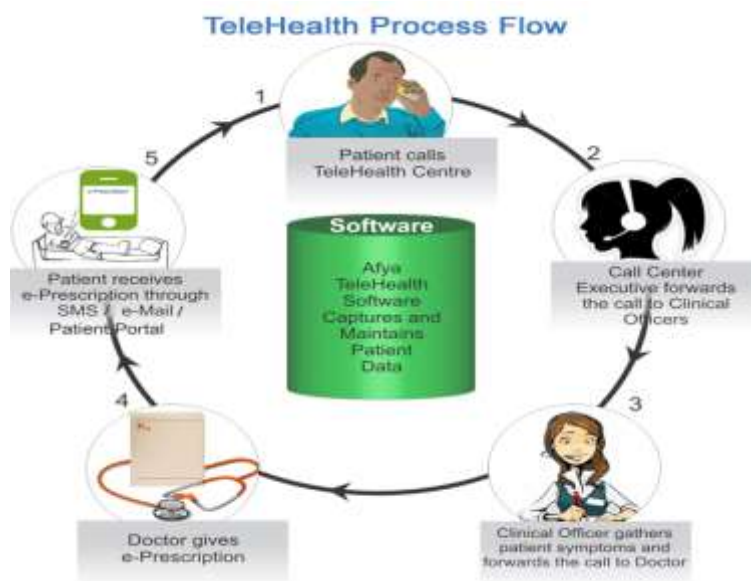 TeleHealth Process Flow
1
Patient calls
TeleHealth Centre
2
Call Center
Executive forwards
the call to Clinical
Officers
3
Clinical Officer gathers
patient symptoms and
forwards the call to Doctor
4
Doctor gives
e-Prescription
5
Patient receives
e-Prescription through
SMS / e-Mail /
Patient Portal
Software
Afya
TeleHealth
Software
Captures and
Maintains
Patient
Data